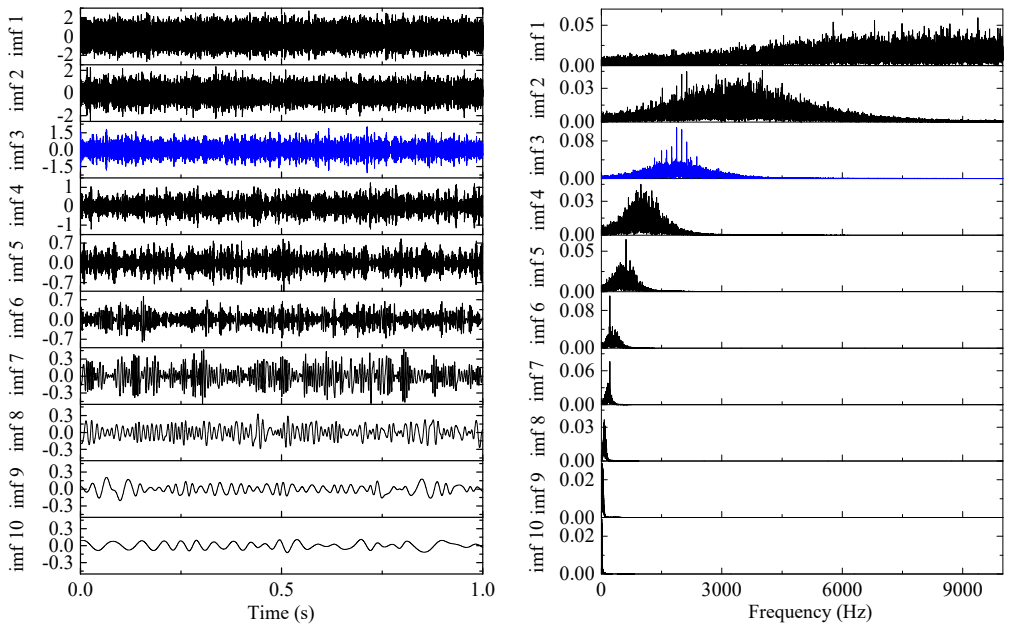 imf 1
2
0
-2
imf 2
2
0
-2
imf 3
1.5
0.0
-1.5
imf 4
1
0
-1
imf 5
0.7
0.0
-0.7
imf 6
0.7
0.0
-0.7
imf 7
0.3
0.0
-0.3
imf 8
0.3
0.0
-0.3
imf 9
0.3
0.0
-0.3
imf 10
0.3
0.0
-0.3
0.0 0.5 1.0
Time (s)
imf 1
0.05
0.00
imf 2
0.03
0.00
imf 3
0.08
0.00
imf 4
0.03
0.00
imf 5
0.05
0.00
imf 6
0.08
0.00
imf 7
0.06
0.00
imf 8
0.03
0.00
imf 9
0.02
0.00
imf 10
0.02
0.00
0 3000 6000 9000
Frequency (Hz)